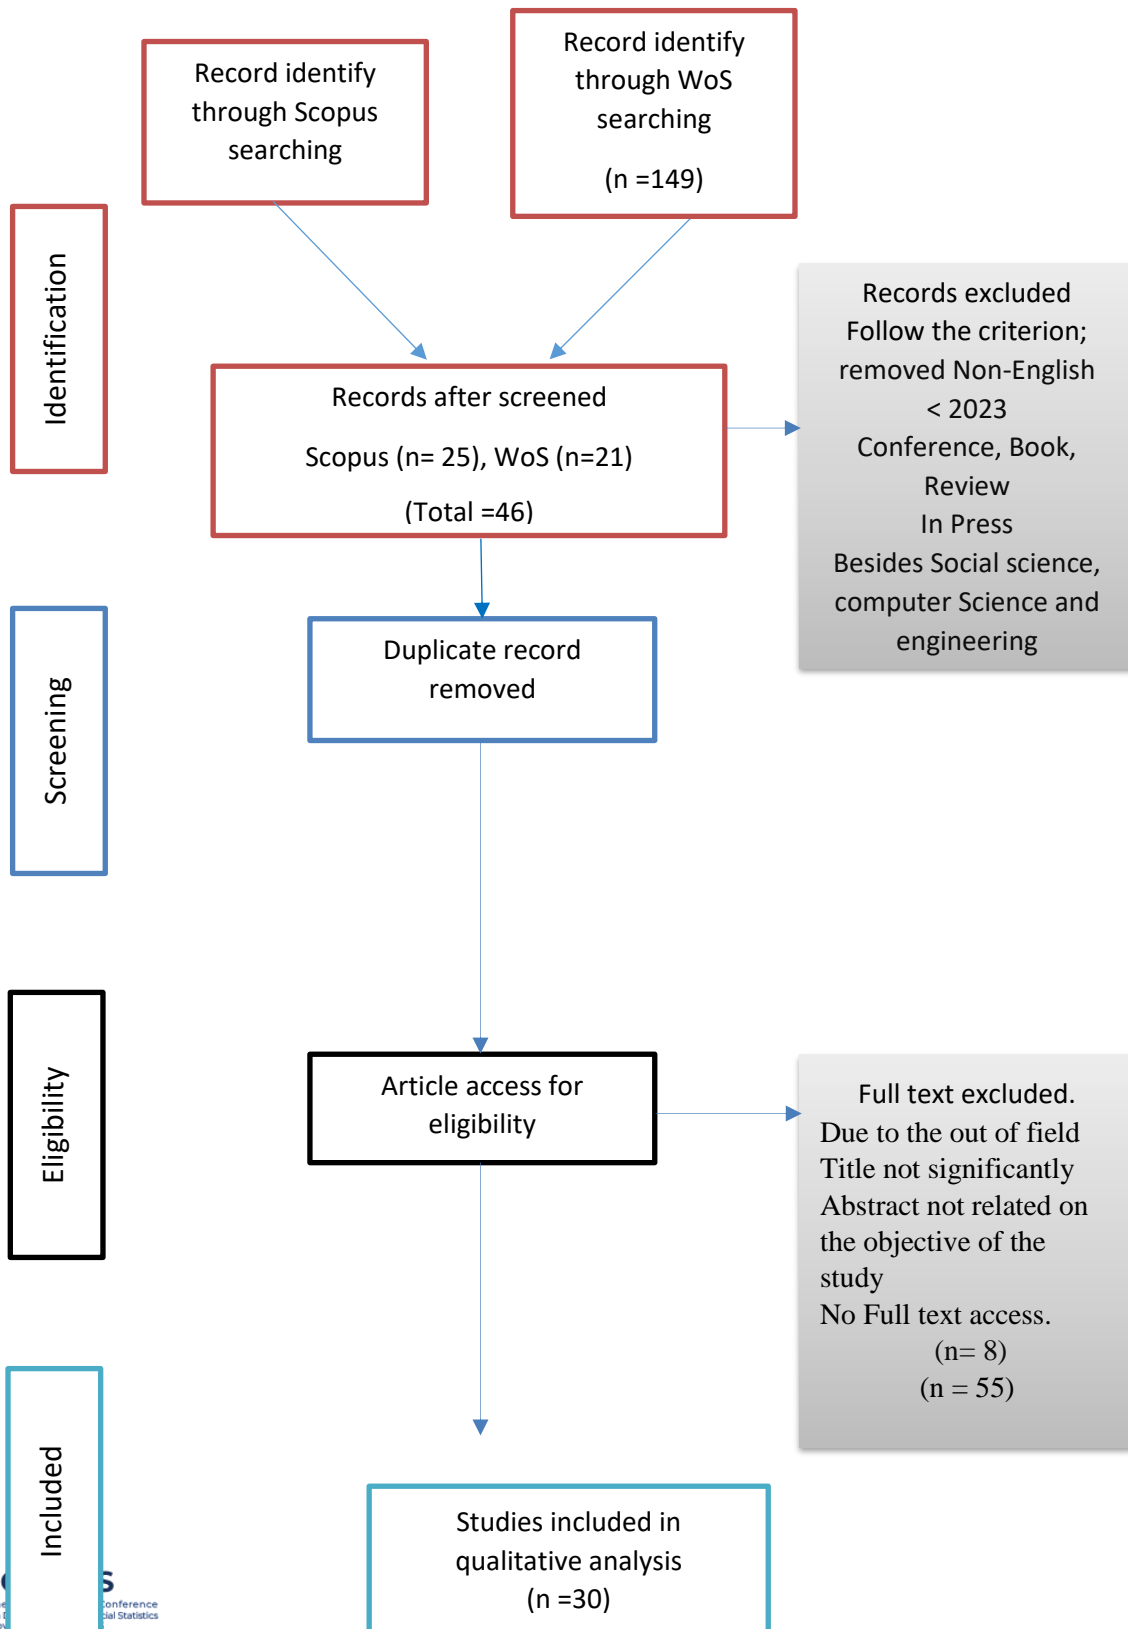 Record identify
through Scopus
searching
Record identify
through WoS
searching
(n =149)
Identification
Records after screened
Scopus (n= 25), WoS (n=21)
(Total =46)
Records excluded
Follow the criterion;
removed Non-English
< 2023
Conference, Book,
Review
In Press
Besides Social science,
computer Science and
engineering
Screening
Duplicate record
removed
Eligibility
Article access for
eligibility
Full text excluded.
Due to the out of field
Title not significantly
Abstract not related on
the objective of the
study
No Full text access.
(n= 8)
(n = 55)
Included
Studies included in
qualitative analysis
(n =30)
S
Conference
Statistics